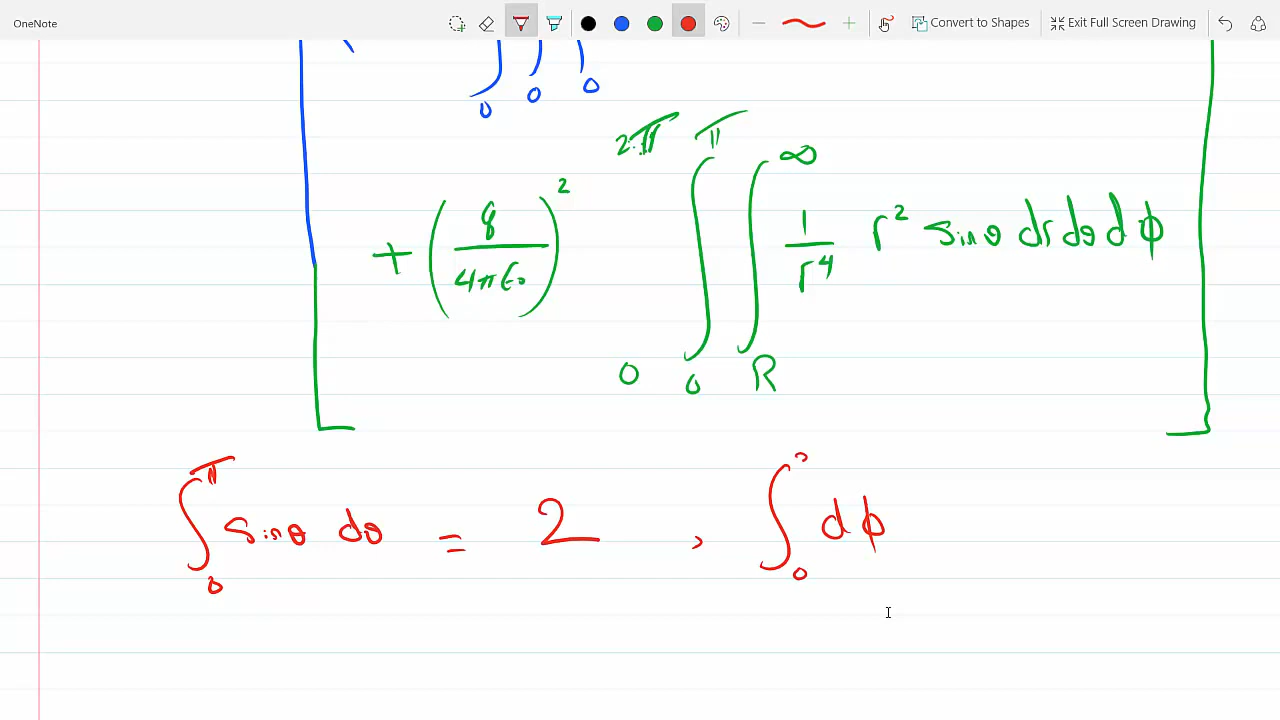 OneNote
Convert to Shapes
Exit Full Screen Drawing
0 0 0
2π π ∞
+ (q / 4πε₀)² ∫ ∫ 1/r⁴ r² sinθ dr dθ dϕ
0 0 R
∫₀^π sinθ dθ = 2 , ∫₀ dϕ